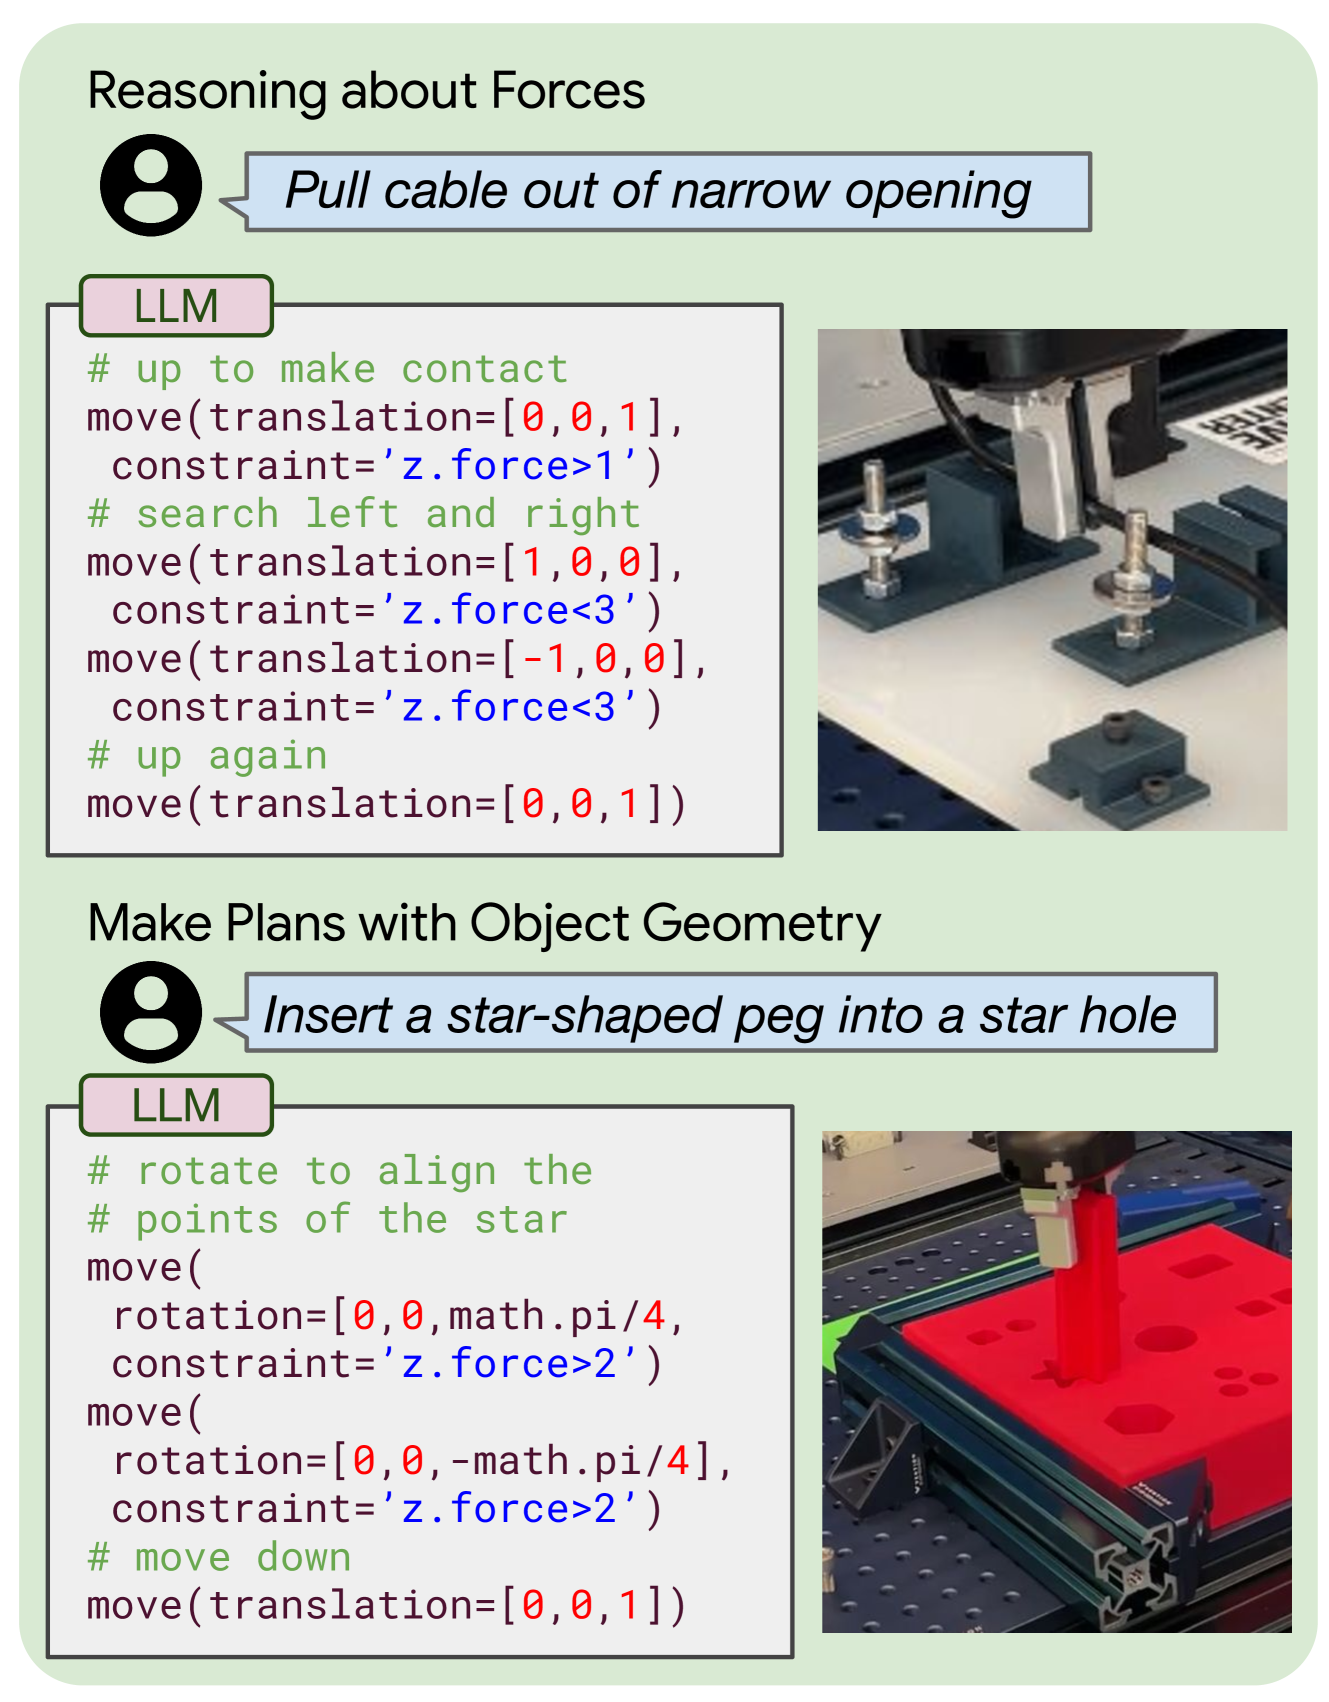 Reasoning about Forces
Pull cable out of narrow opening
LLM
# up to make contact
move(translation=[0,0,1],
constraint=’z.force>1’)
# search left and right
move(translation=[1,0,0],
constraint=’z.force<3’)
move(translation=[-1,0,0],
constraint=’z.force<3’)
# up again
move(translation=[0,0,1])
Make Plans with Object Geometry
Insert a star-shaped peg into a star hole
LLM
# rotate to align the
# points of the star
move(
rotation=[0,0,math.pi/4,
constraint=’z.force>2’)
move(
rotation=[0,0,-math.pi/4],
constraint=’z.force>2’)
# move down
move(translation=[0,0,1])